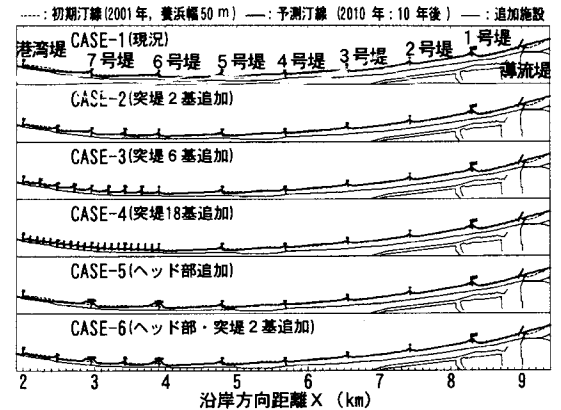 -----: 初期汀線(2001年, 養浜幅50m) ―: 予測汀線 (2010 年:10 年後) ―: 追加施設
CASE-1(現況)
港湾堤 7号堤 6号堤 5号堤 4号堤 3号堤 2号堤 1号堤
導流堤
CASE-2(突堤2基追加)
CASE-3(突堤6基追加)
CASE-4(突堤18基追加)
CASE-5(ヘッド部追加)
CASE-6(ヘッド部・突堤2基追加)
2 3 4 5 6 7 8 9
沿岸方向距離X (km)